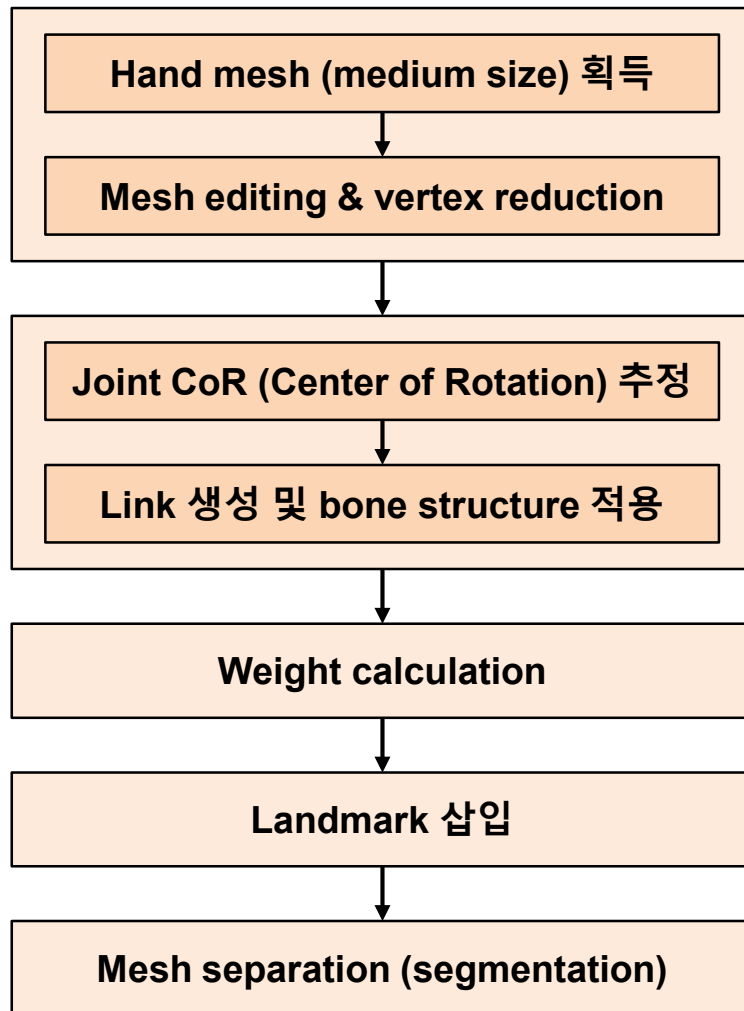 Hand mesh (medium size) 획득
Mesh editing & vertex reduction
Joint CoR (Center of Rotation) 추정
Link 생성 및 bone structure 적용
Weight calculation
Landmark 삽입
Mesh separation (segmentation)